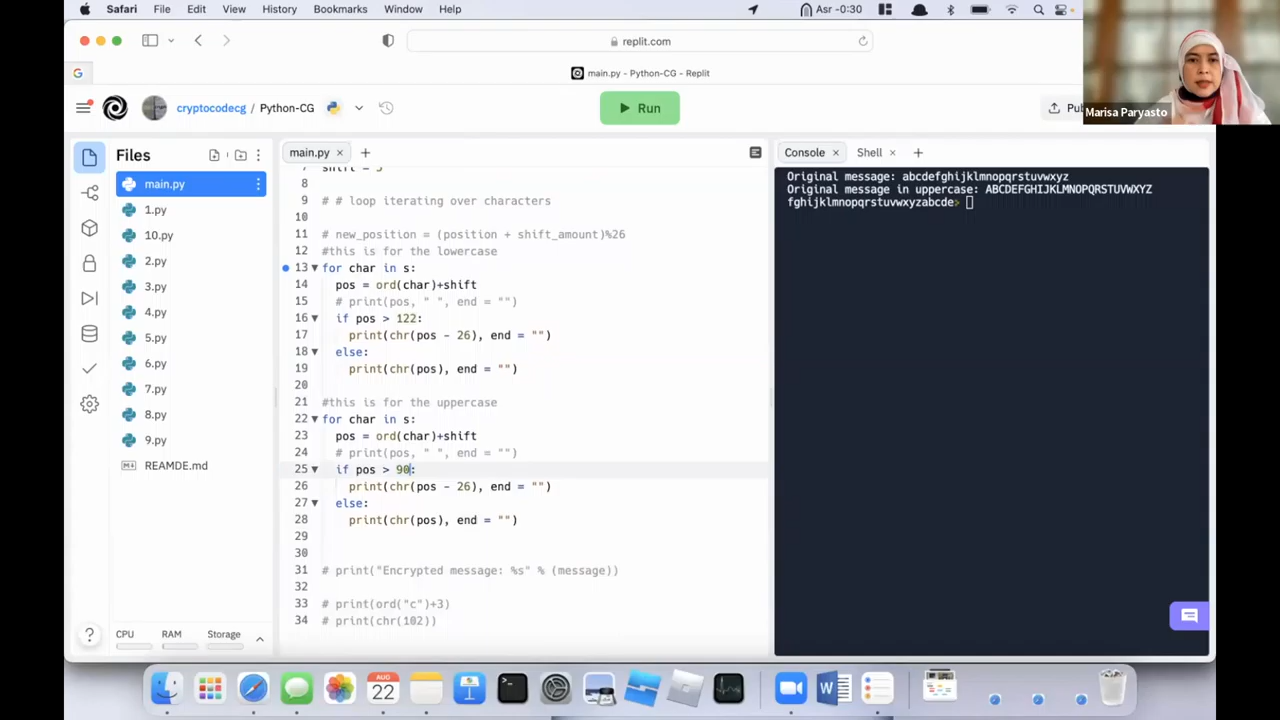 Safari File Edit View History Bookmarks Window Help Asr -0:30
replit.com
main.py - Python-CG - Replit
cryptocodecg / Python-CG Run
Marisa Paryasto
Files
main.py
1.py
10.py
2.py
3.py
4.py
5.py
6.py
7.py
8.py
9.py
REAMDE.md
CPU RAM Storage
main.py
8
9 # # loop iterating over characters
10
11 # new_position = (position + shift_amount)%26
12 #this is for the lowercase
13 for char in s:
14 pos = ord(char)+shift
15 # print(pos, " ", end = "")
16 if pos > 122:
17 print(chr(pos - 26), end = "")
18 else:
19 print(chr(pos), end = "")
20
21 #this is for the uppercase
22 for char in s:
23 pos = ord(char)+shift
24 # print(pos, " ", end = "")
25 if pos > 90:
26 print(chr(pos - 26), end = "")
27 else:
28 print(chr(pos), end = "")
29
30
31 # print("Encrypted message: %s" % (message))
32
33 # print(ord("c")+3)
34 # print(chr(102))
Console Shell
Original message: abcdefghijklmnopqrstuvwxyz
Original message in uppercase: ABCDEFGHIJKLMNOPQRSTUVWXYZ
fghijklmnopqrstuvwxyzabcde>
AUG
22